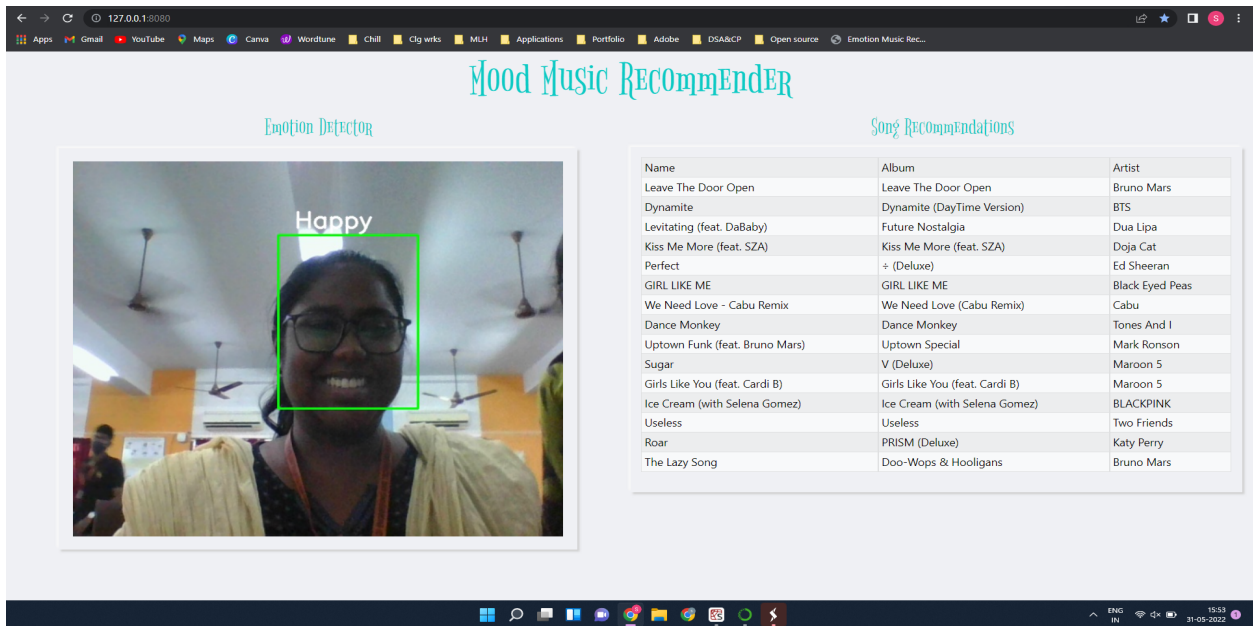 127.0.0.1:8080
S
Apps Gmail YouTube Maps Canva Wordtune Chill Clg wrks MLH Applications Portfolio Adobe DSA&CP Open source Emotion Music Rec...
Mood Music Recommender
Emotion Detector
Song Recommendations
Happy
Name Album Artist
Leave The Door Open Leave The Door Open Bruno Mars
Dynamite Dynamite (DayTime Version) BTS
Levitating (feat. DaBaby) Future Nostalgia Dua Lipa
Kiss Me More (feat. SZA) Kiss Me More (feat. SZA) Doja Cat
Perfect ÷ (Deluxe) Ed Sheeran
GIRL LIKE ME GIRL LIKE ME Black Eyed Peas
We Need Love - Cabu Remix We Need Love (Cabu Remix) Cabu
Dance Monkey Dance Monkey Tones And I
Uptown Funk (feat. Bruno Mars) Uptown Special Mark Ronson
Sugar V (Deluxe) Maroon 5
Girls Like You (feat. Cardi B) Girls Like You (feat. Cardi B) Maroon 5
Ice Cream (with Selena Gomez) Ice Cream (with Selena Gomez) BLACKPINK
Useless Useless Two Friends
Roar PRISM (Deluxe) Katy Perry
The Lazy Song Doo-Wops & Hooligans Bruno Mars
ENG 15:53
IN 31-05-2022 1